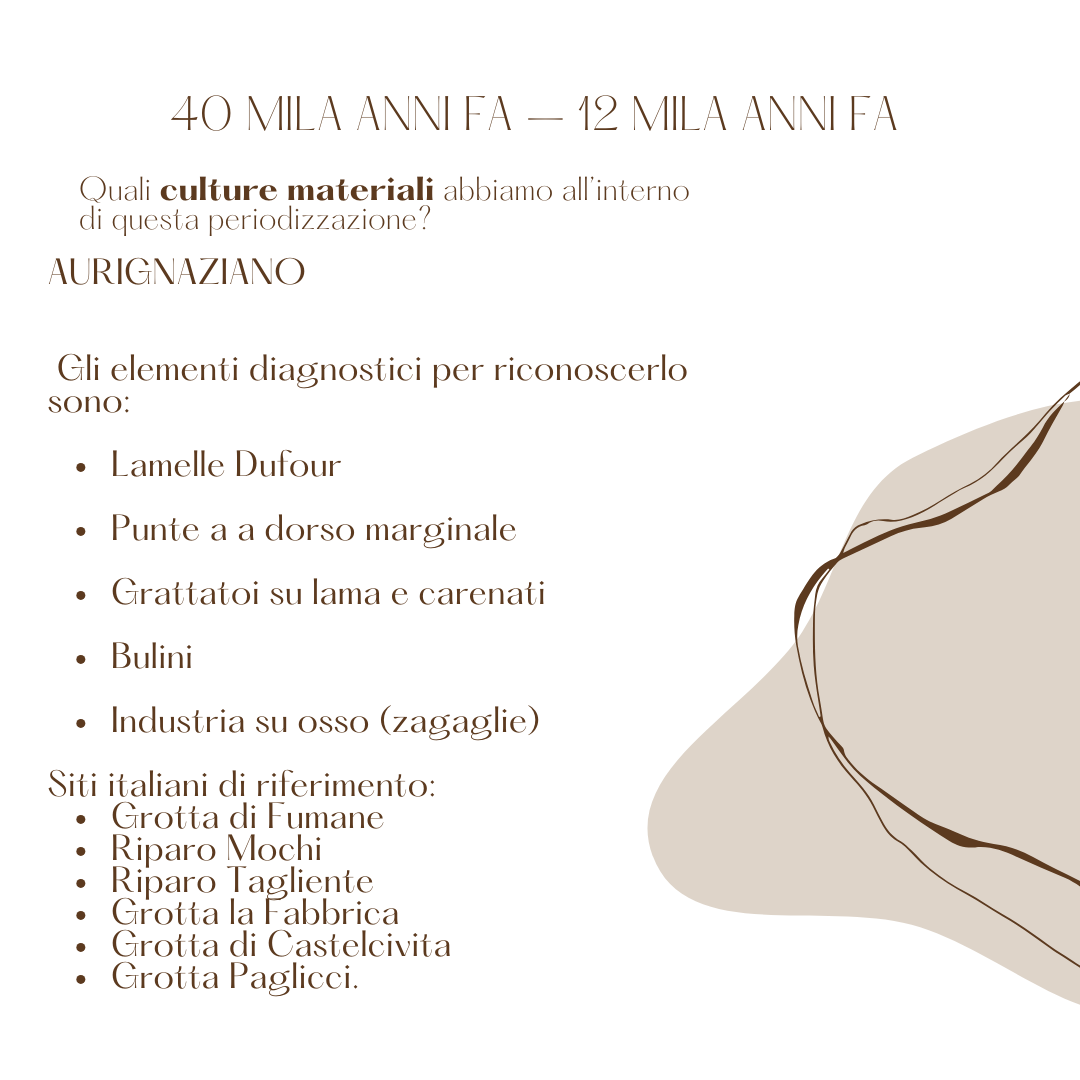 40 MILA ANNI FA – 12 MILA ANNI FA
Quali culture materiali abbiamo all'interno
di questa periodizzazione?
AURIGNAZIANO
Gli elementi diagnostici per riconoscerlo
sono:
• Lamelle Dufour
• Punte a a dorso marginale
• Grattatoi su lama e carenati
• Bulini
• Industria su osso (zagaglie)
Siti italiani di riferimento:
• Grotta di Fumane
• Riparo Mochi
• Riparo Tagliente
• Grotta la Fabbrica
• Grotta di Castelcivita
• Grotta Paglicci.